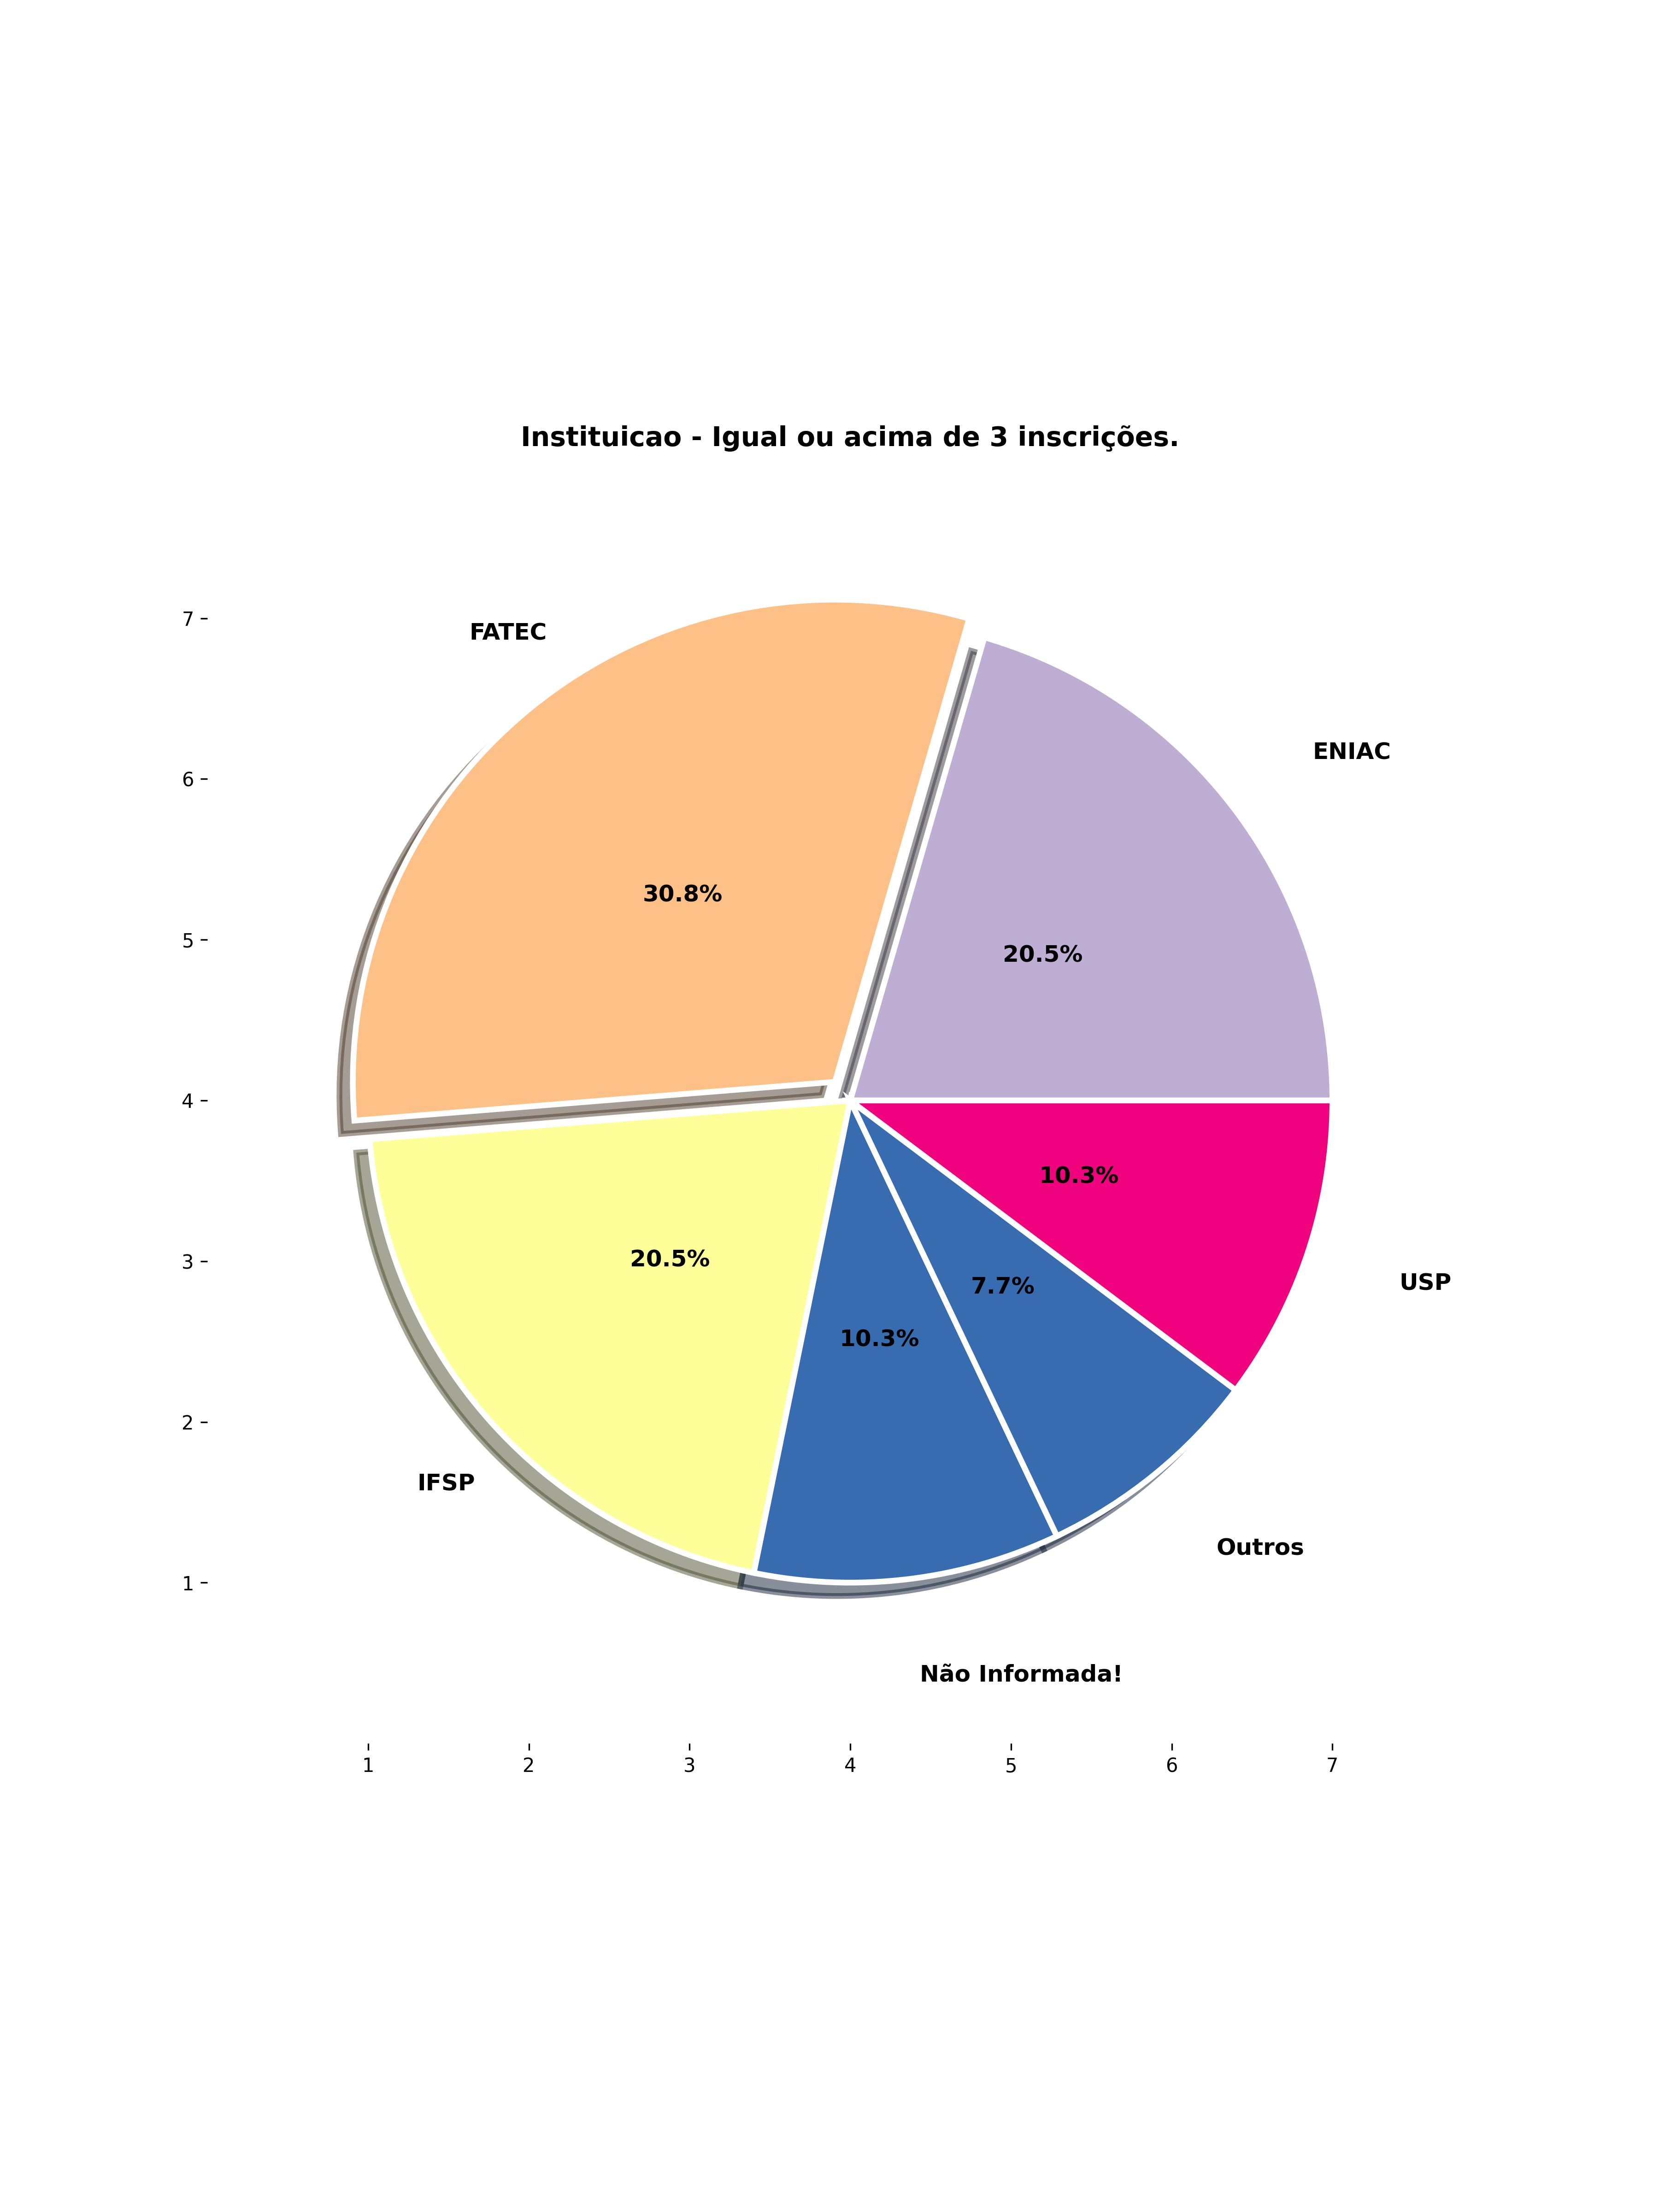 Instituicao - Igual ou acima de 3 inscrições.
7
FATEC
ENIAC
6
30.8%
5
20.5%
4
10.3%
20.5%
3
7.7%
USP
10.3%
2
IFSP
Outros
1
Não Informada!
1 2 3 4 5 6 7